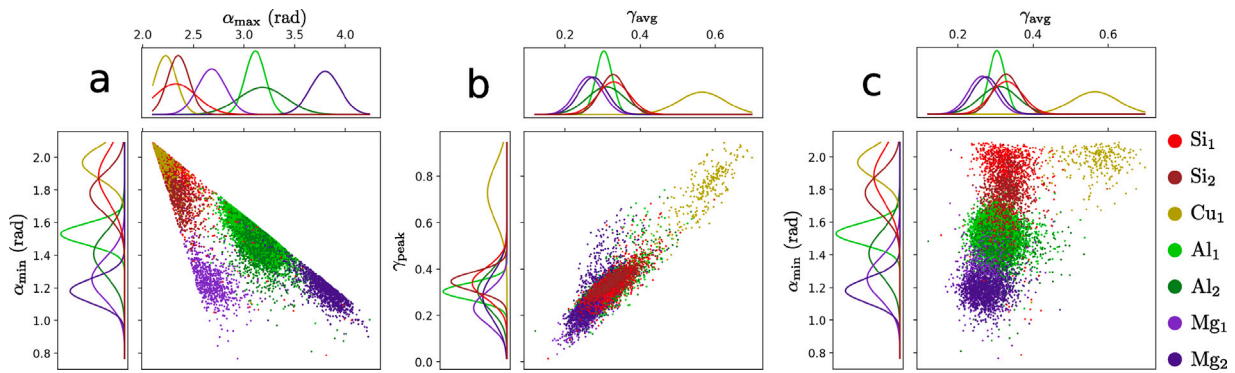 α_max (rad)
2.0 2.5 3.0 3.5 4.0
a
α_min (rad)
2.0
1.8
1.6
1.4
1.2
1.0
0.8
γ_avg
0.2 0.4 0.6
b
γ_peak
0.8
0.6
0.4
0.2
0.0
γ_avg
0.2 0.4 0.6
c
α_min (rad)
2.0
1.8
1.6
1.4
1.2
1.0
0.8
Si₁
Si₂
Cu₁
Al₁
Al₂
Mg₁
Mg₂